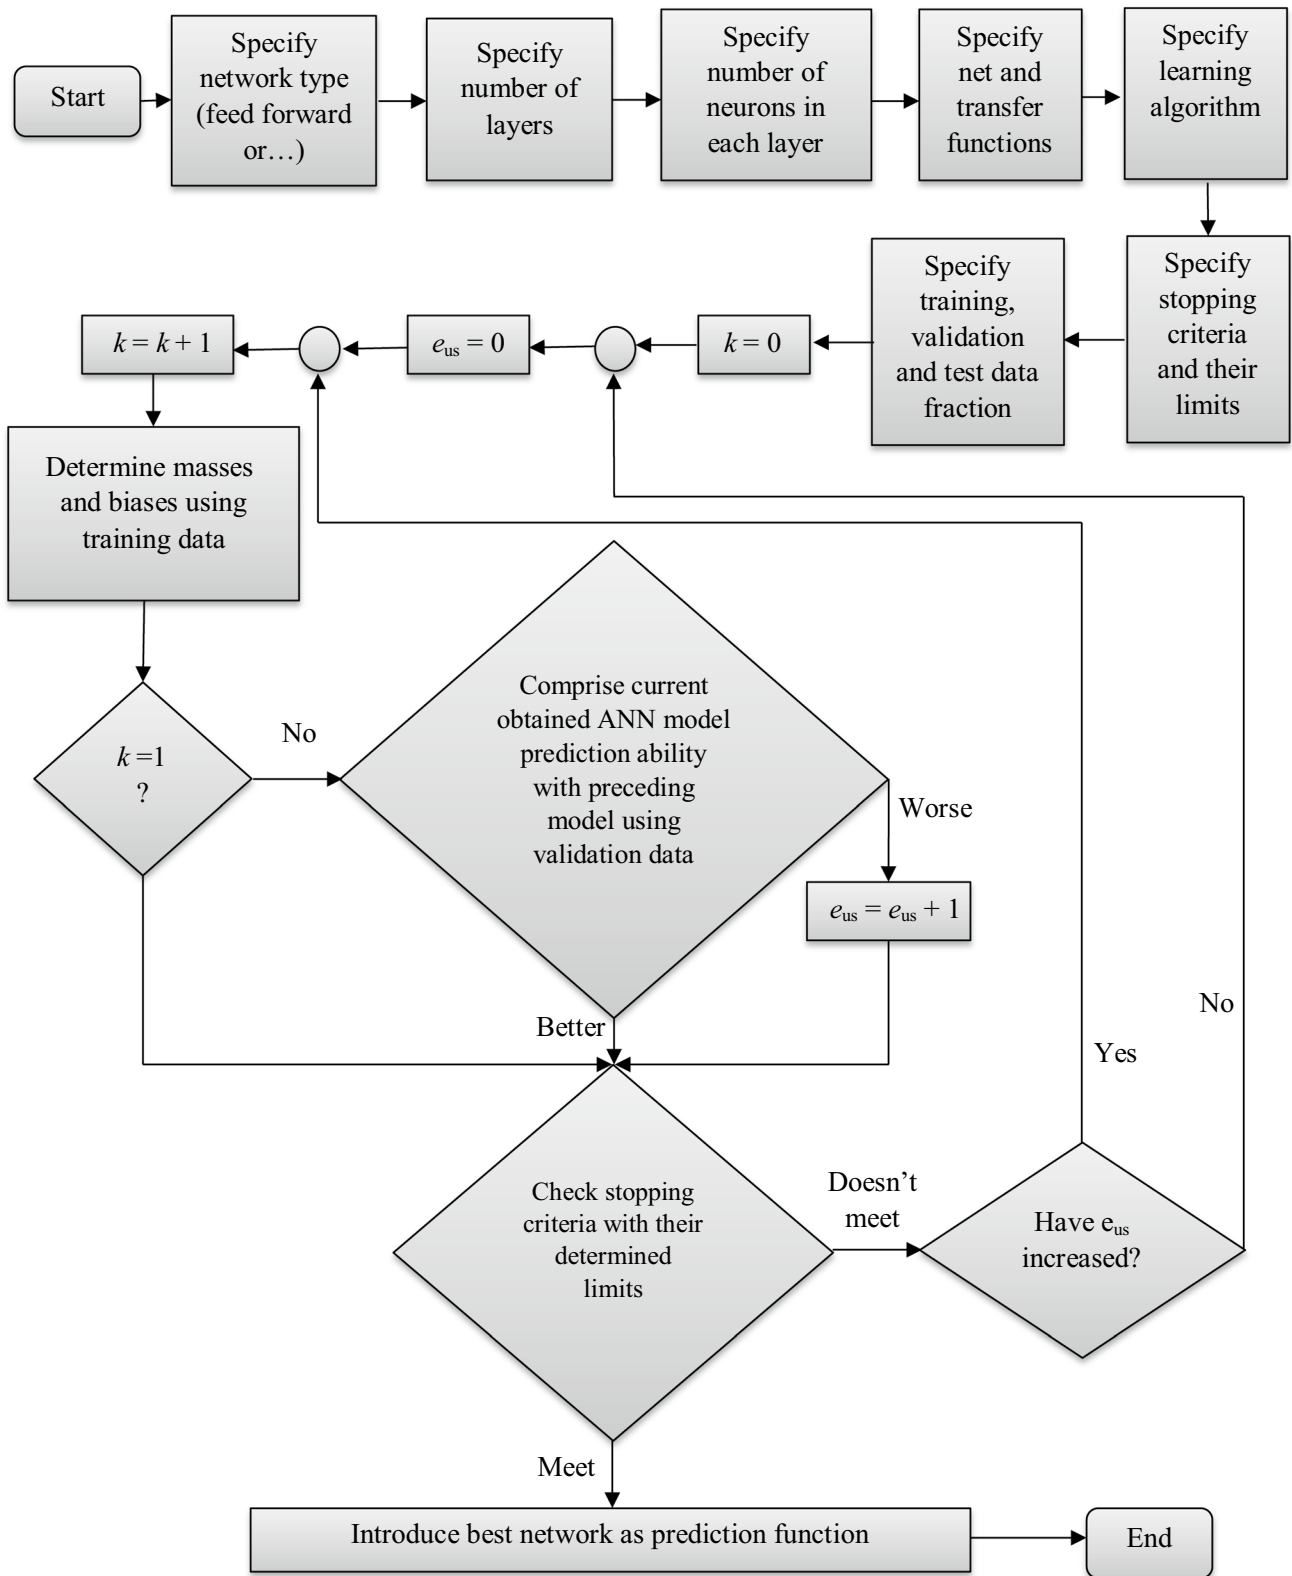 Start
Specify
network type
(feed forward
or…)
Specify
number of
layers
Specify
number of
neurons in
each layer
Specify
net and
transfer
functions
Specify
learning
algorithm
Specify
stopping
criteria
and their
limits
Specify
training,
validation
and test data
fraction
k = 0
eus = 0
k = k + 1
Determine masses
and biases using
training data
k =1
?
No
Comprise current
obtained ANN model
prediction ability
with preceding
model using
validation data
Worse
eus = eus + 1
Better
Check stopping
criteria with their
determined
limits
Doesn’t
meet
Have eus
increased?
Yes
No
Meet
Introduce best network as prediction function
End